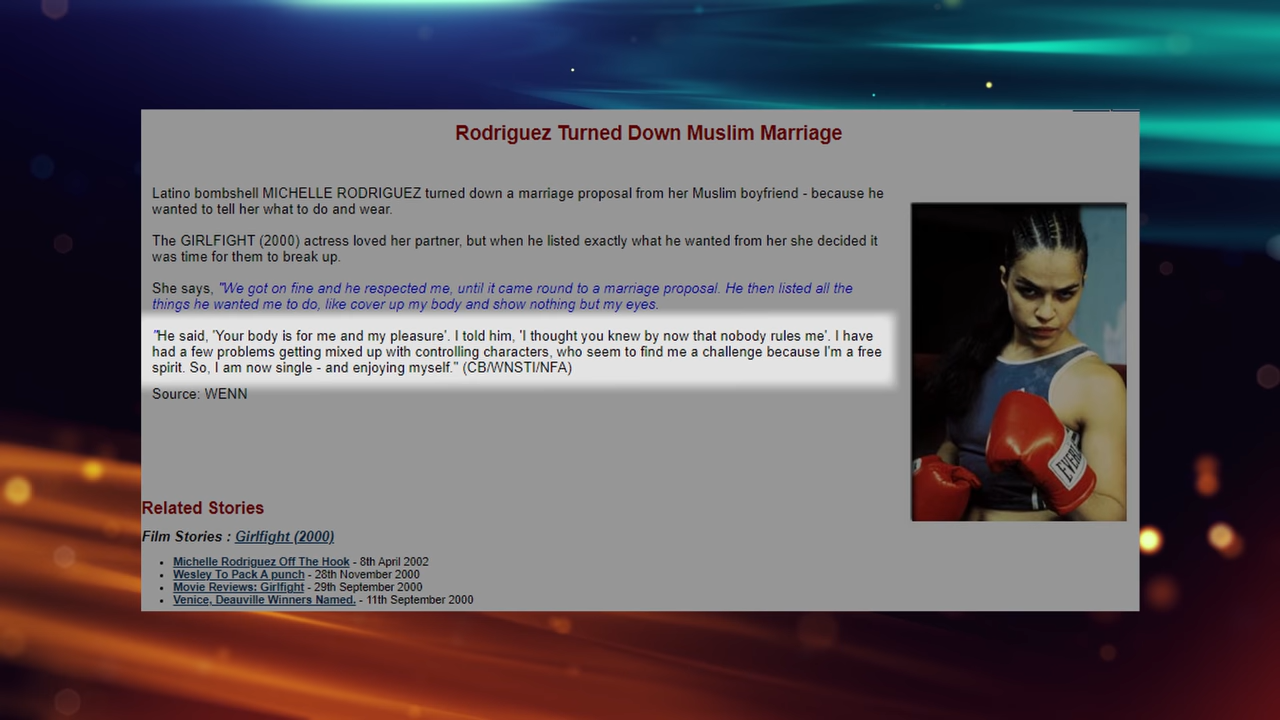 Rodriguez Turned Down Muslim Marriage
Latino bombshell MICHELLE RODRIGUEZ turned down a marriage proposal from her Muslim boyfriend - because he
wanted to tell her what to do and wear.
The GIRLFIGHT (2000) actress loved her partner, but when he listed exactly what he wanted from her she decided it
was time for them to break up.
She says, "We got on fine and he respected me, until it came round to a marriage proposal. He then listed all the
things he wanted me to do, like cover up my body and show nothing but my eyes.
"He said, 'Your body is for me and my pleasure'. I told him, 'I thought you knew by now that nobody rules me'. I have
had a few problems getting mixed up with controlling characters, who seem to find me a challenge because I'm a free
spirit. So, I am now single - and enjoying myself." (CB/WNSTI/NFA)
Source: WENN
EVERLAST
Related Stories
Film Stories : Girlfight (2000)
• Michelle Rodriguez Off The Hook - 8th April 2002
• Wesley To Pack A punch - 28th November 2000
• Movie Reviews: Girlfight - 29th September 2000
• Venice, Deauville Winners Named. - 11th September 2000